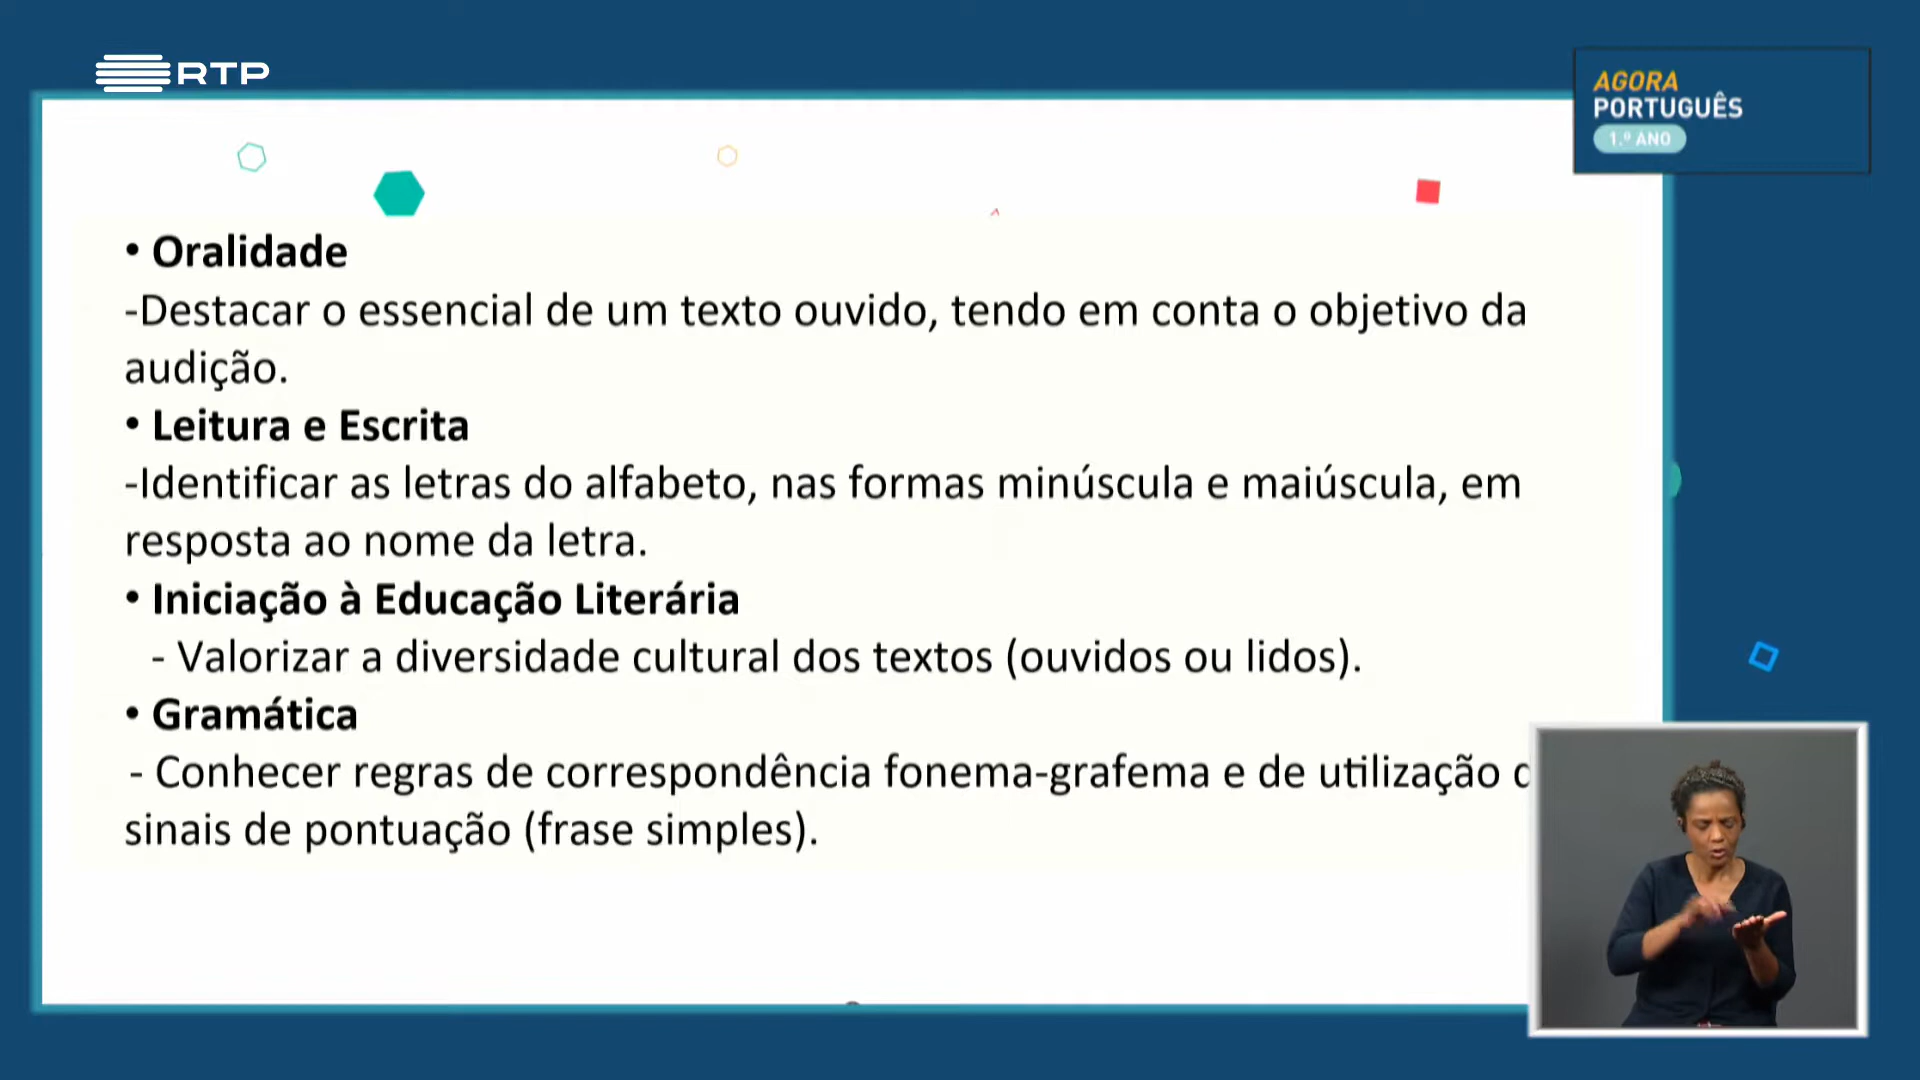 RTP
AGORA
PORTUGUÊS
1.º ANO
• Oralidade
-Destacar o essencial de um texto ouvido, tendo em conta o objetivo da
audição.
• Leitura e Escrita
-Identificar as letras do alfabeto, nas formas minúscula e maiúscula, em
resposta ao nome da letra.
• Iniciação à Educação Literária
- Valorizar a diversidade cultural dos textos (ouvidos ou lidos).
• Gramática
- Conhecer regras de correspondência fonema-grafema e de utilização
sinais de pontuação (frase simples).